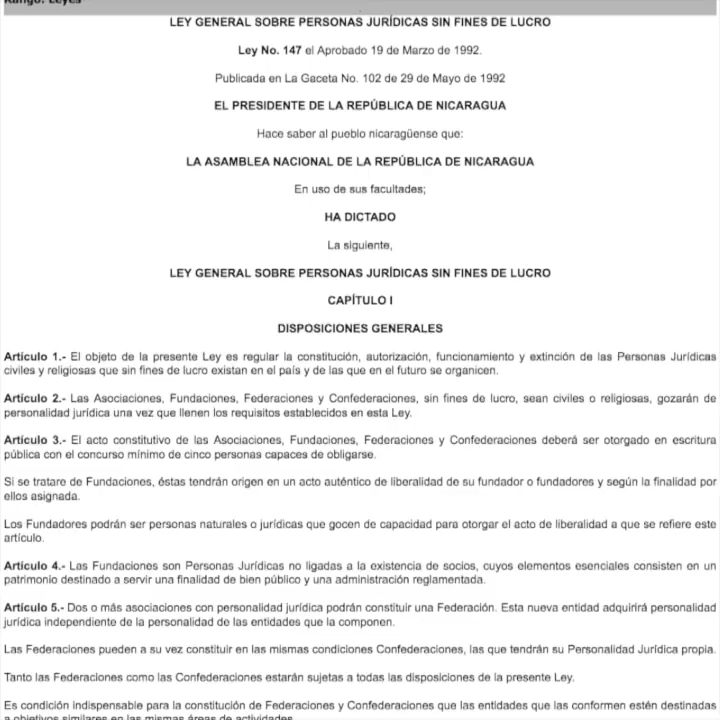 Rango: Leyes
LEY GENERAL SOBRE PERSONAS JURÍDICAS SIN FINES DE LUCRO
Ley No. 147 el Aprobado 19 de Marzo de 1992.
Publicada en La Gaceta No. 102 de 29 de Mayo de 1992
EL PRESIDENTE DE LA REPÚBLICA DE NICARAGUA
Hace saber al pueblo nicaragüense que:
LA ASAMBLEA NACIONAL DE LA REPÚBLICA DE NICARAGUA
En uso de sus facultades;
HA DICTADO
La siguiente,
LEY GENERAL SOBRE PERSONAS JURÍDICAS SIN FINES DE LUCRO
CAPÍTULO I
DISPOSICIONES GENERALES
Artículo 1.- El objeto de la presente Ley es regular la constitución, autorización, funcionamiento y extinción de las Personas Jurídicas
civiles y religiosas que sin fines de lucro existan en el país y de las que en el futuro se organicen.
Artículo 2.- Las Asociaciones, Fundaciones, Federaciones y Confederaciones, sin fines de lucro, sean civiles o religiosas, gozarán de
personalidad jurídica una vez que llenen los requisitos establecidos en esta Ley.
Artículo 3.- El acto constitutivo de las Asociaciones, Fundaciones, Federaciones y Confederaciones deberá ser otorgado en escritura
pública con el concurso mínimo de cinco personas capaces de obligarse.
Si se tratare de Fundaciones, éstas tendrán origen en un acto auténtico de liberalidad de su fundador o fundadores y según la finalidad por
ellos asignada.
Los Fundadores podrán ser personas naturales o jurídicas que gocen de capacidad para otorgar el acto de liberalidad a que se refiere este
artículo.
Artículo 4.- Las Fundaciones son Personas Jurídicas no ligadas a la existencia de socios, cuyos elementos esenciales consisten en un
patrimonio destinado a servir una finalidad de bien público y una administración reglamentada.
Artículo 5.- Dos o más asociaciones con personalidad jurídica podrán constituir una Federación. Esta nueva entidad adquirirá personalidad
jurídica independiente de la personalidad de las entidades que la componen.
Las Federaciones pueden a su vez constituir en las mismas condiciones Confederaciones, las que tendrán su Personalidad Jurídica propia.
Tanto las Federaciones como las Confederaciones estarán sujetas a todas las disposiciones de la presente Ley.
Es condición indispensable para la constitución de Federaciones y Confederaciones que las entidades que las conformen estén destinadas
a objetivos similares en las mismas áreas de actividades.